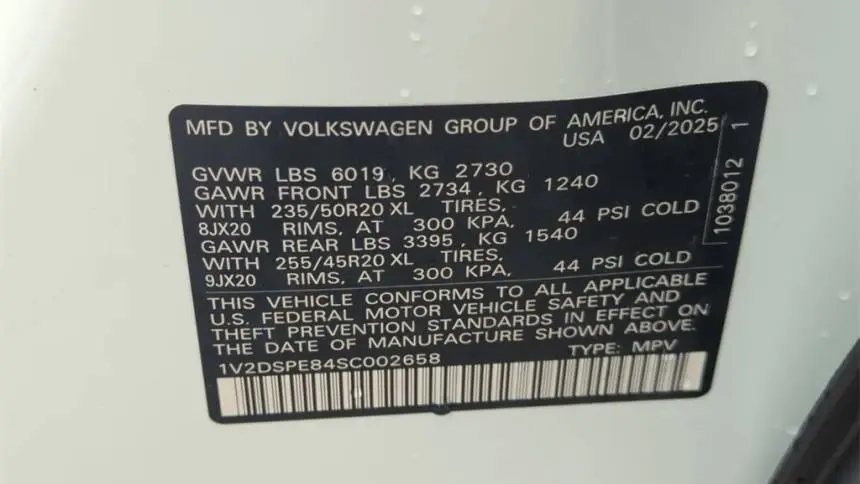 MFD BY VOLKSWAGEN GROUP OF AMERICA, INC.
USA 02/2025
GVWR LBS 6019, KG 2730
GAWR FRONT LBS 2734, KG 1240
WITH 235/50R20 XL TIRES,
8JX20 RIMS, AT 300 KPA, 44 PSI COLD
GAWR REAR LBS 3395, KG 1540
WITH 255/45R20 XL TIRES,
9JX20 RIMS, AT 300 KPA, 44 PSI COLD
THIS VEHICLE CONFORMS TO ALL APPLICABLE
U.S. FEDERAL MOTOR VEHICLE SAFETY AND
THEFT PREVENTION STANDARDS IN EFFECT ON
THE DATE OF MANUFACTURE SHOWN ABOVE.
1V2DSPE84SC002658 TYPE: MPV
1038012 1